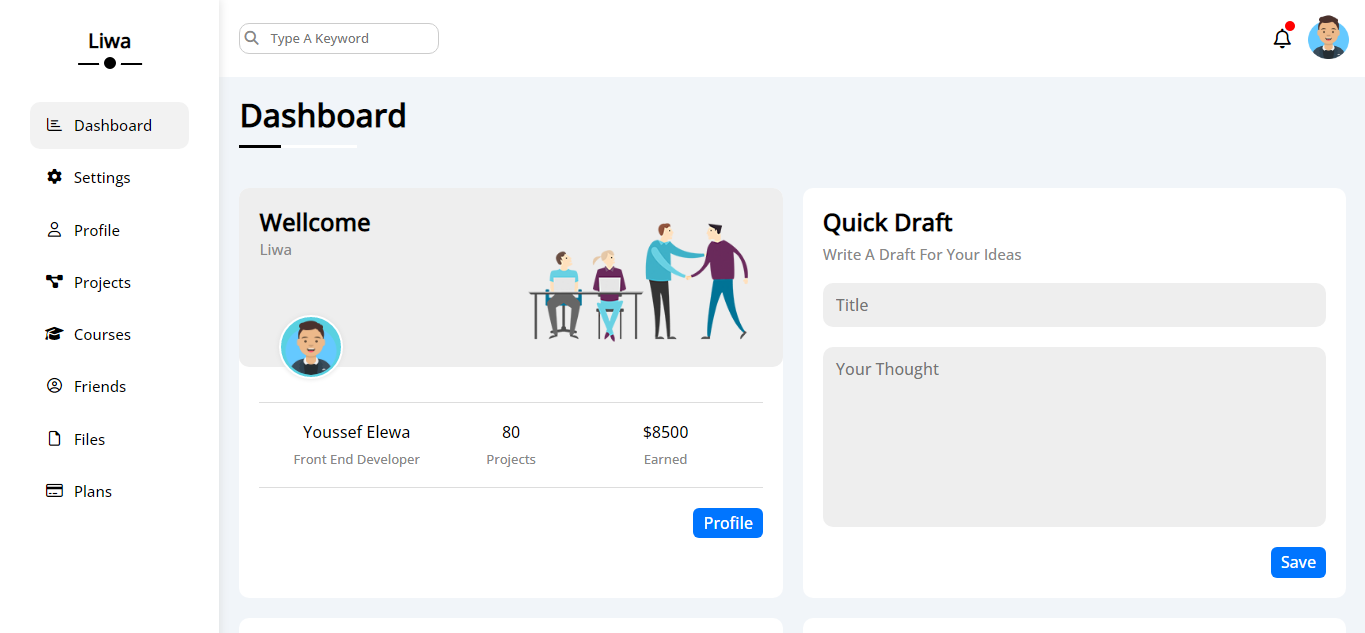 Liwa
Type A Keyword
Dashboard
Settings
Profile
Projects
Courses
Friends
Files
Plans
Dashboard
Wellcome
Liwa
Youssef Elewa
Front End Developer
80
Projects
$8500
Earned
Profile
Quick Draft
Write A Draft For Your Ideas
Title
Your Thought
Save